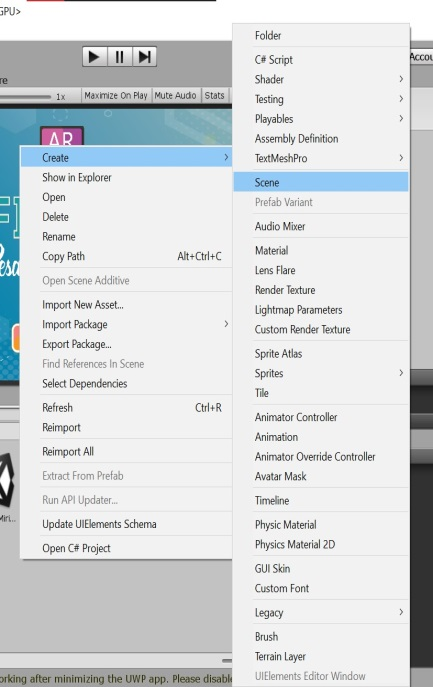 GPU>
Accou
re
1x
Maximize On Play
Mute Audio
Stats
AR
esa
Create
Show in Explorer
Open
Delete
Rename
Copy Path Alt+Ctrl+C
Open Scene Additive
Import New Asset...
Import Package
Export Package...
Find References In Scene
Select Dependencies
Refresh Ctrl+R
Reimport
Reimport All
Extract From Prefab
Run API Updater...
Update UIElements Schema
Open C# Project
Folder
C# Script
Shader
Testing
Playables
Assembly Definition
TextMeshPro
Scene
Prefab Variant
Audio Mixer
Material
Lens Flare
Render Texture
Lightmap Parameters
Custom Render Texture
Sprite Atlas
Sprites
Tile
Animator Controller
Animation
Animator Override Controller
Avatar Mask
Timeline
Physic Material
Physics Material 2D
GUI Skin
Custom Font
Legacy
Brush
Terrain Layer
UIElements Editor Window
Miri...
orking after minimizing the UWP app. Please disable